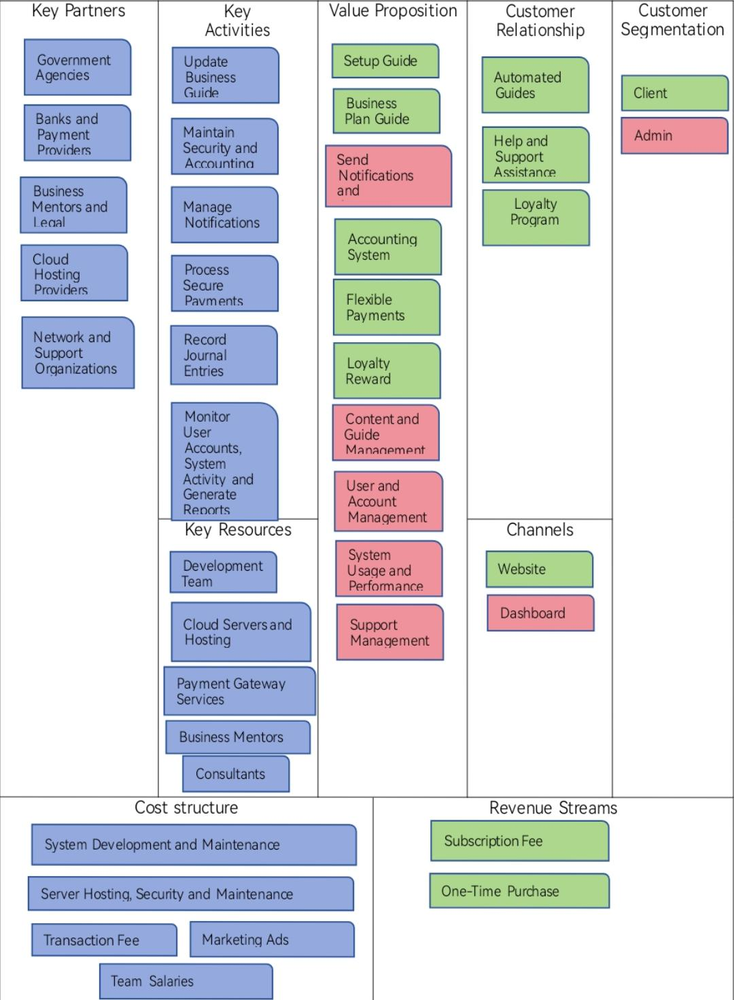 Key Partners
Government
Agencies
Banks and
Payment
Providers
Business
Mentors and
Legal
Cloud
Hosting
Providers
Network and
Support
Organizations
Key
Activities
Update
Business
Guide
Maintain
Security and
Accounting
Manage
Notifications
Process
Secure
Payments
Record
Journal
Entries
Monitor
User
Accounts,
System
Activity and
Generate
Reports
Key Resources
Development
Team
Cloud Servers and
Hosting
Payment Gateway
Services
Business Mentors
Consultants
Value Proposition
Setup Guide
Business
Plan Guide
Send
Notifications
and
Accounting
System
Flexible
Payments
Loyalty
Reward
Content and
Guide
Management
User and
Account
Management
System
Usage and
Performance
Support
Management
Customer
Relationship
Automated
Guides
Help and
Support
Assistance
Loyalty
Program
Channels
Website
Dashboard
Customer
Segmentation
Client
Admin
Cost structure
System Development and Maintenance
Server Hosting, Security and Maintenance
Transaction Fee
Marketing Ads
Team Salaries
Revenue Streams
Subscription Fee
One-Time Purchase